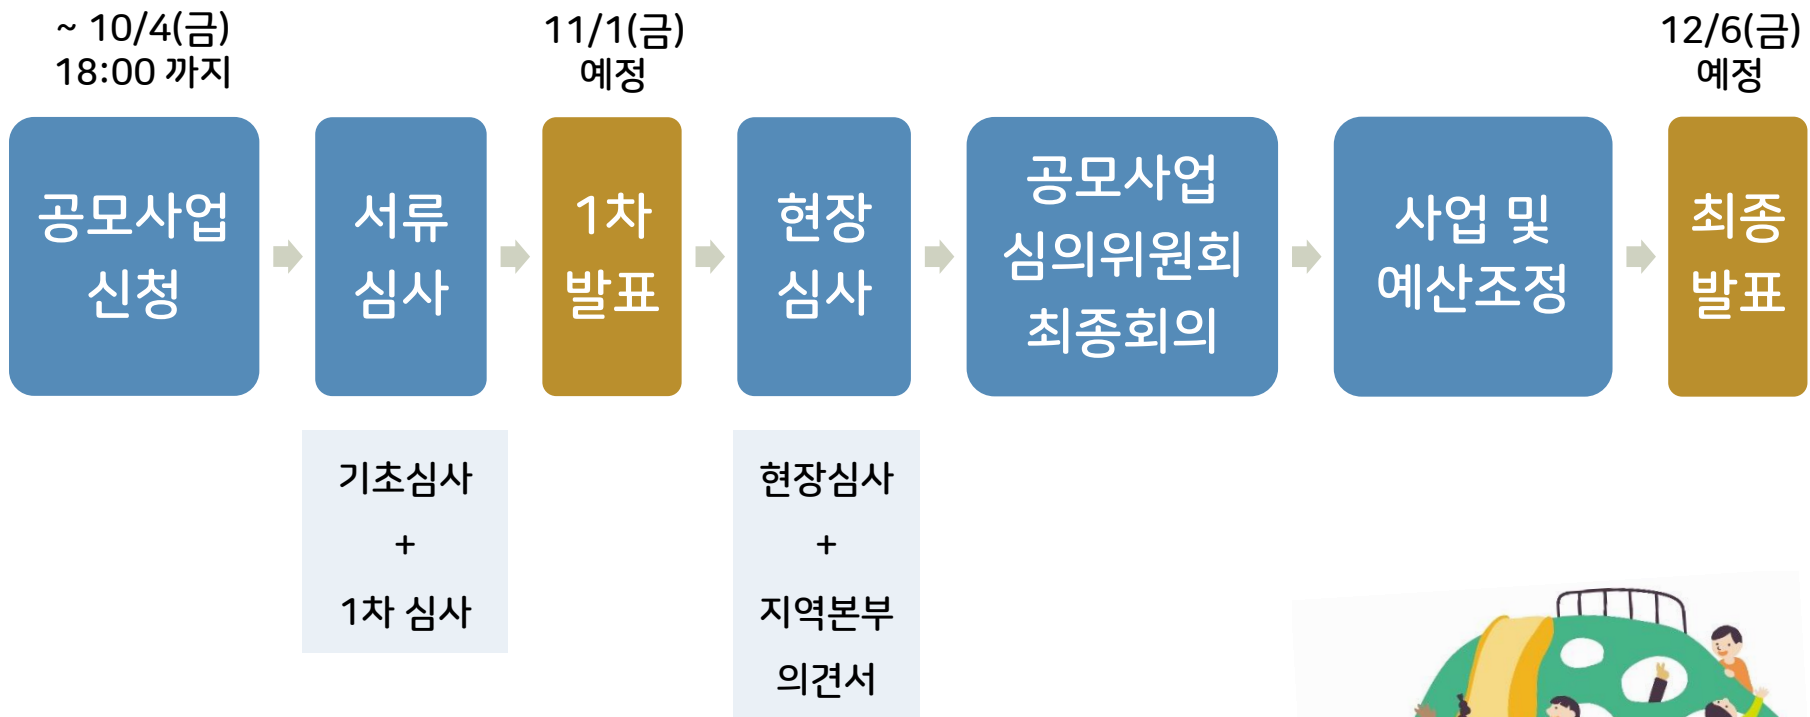 ~ 10/4(금)
18:00 까지
11/1(금)
예정
12/6(금)
예정
공모사업
신청
서류
심사
1차
발표
현장
심사
공모사업
심의위원회
최종회의
사업 및
예산조정
최종
발표
기초심사
+
1차 심사
현장심사
+
지역본부
의견서